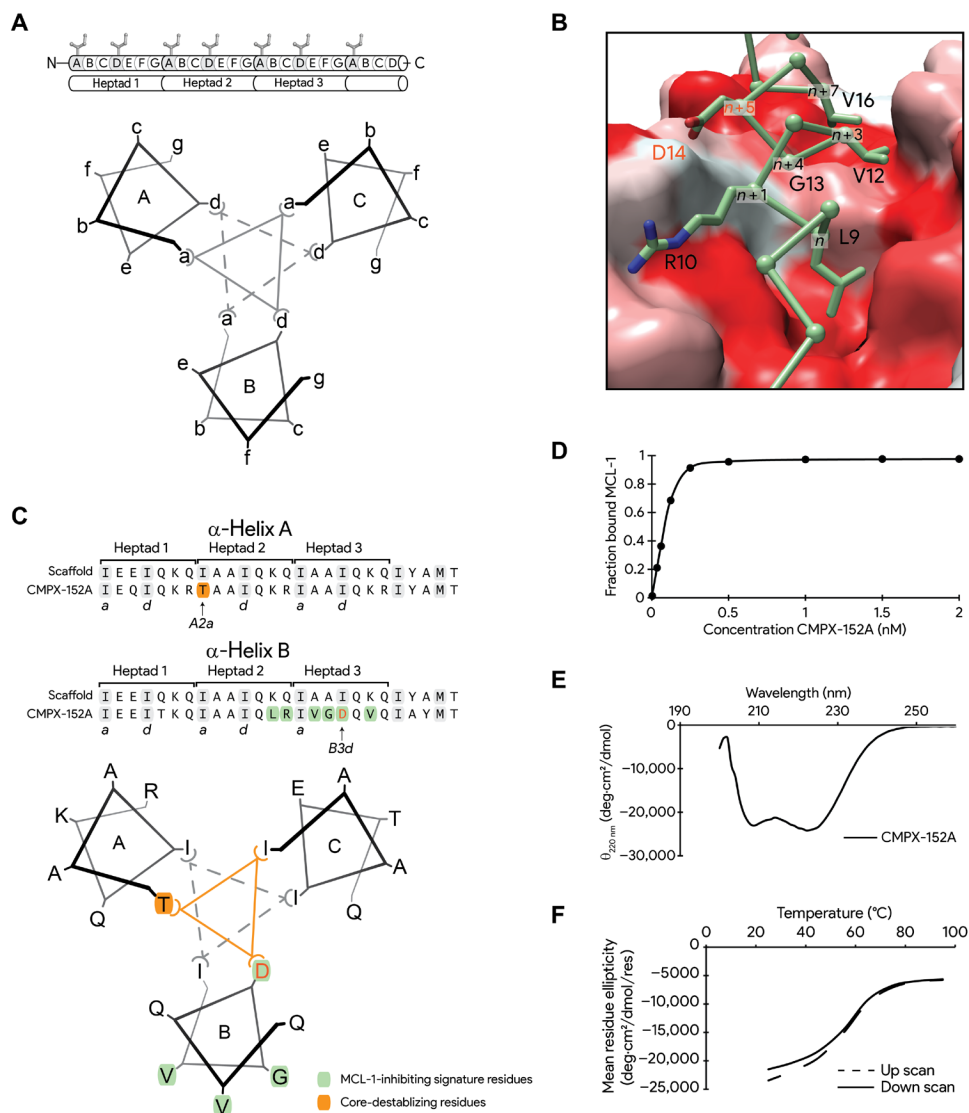 A
N
A B C D E F G A B C D E F G A B C D E F G A B C D
C
Heptad 1
Heptad 2
Heptad 3
c
g
f
A
d
b
a
e
b
e
a
C
f
c
d
g
a
d
e
B
g
b
c
f
B
n+7
V16
n+5
n+3
D14
n+4
V12
G13
n+1
n
L9
R10
C
α-Helix A
Heptad 1
Heptad 2
Heptad 3
Scaffold
I E E I Q K Q I A A I Q K Q I A A I Q K Q I Y A M T
CMPX-152A
I E Q I Q K R T A A I Q K R I A A I Q K R I Y A M T
a
d
a
d
A2a
α-Helix B
Heptad 1
Heptad 2
Heptad 3
Scaffold
I E E I Q K Q I A A I Q K Q I A A I Q K Q I Y A M T
CMPX-152A
I E E I T K Q I A A I Q L R I V G D Q V Q I A Y M T
a
d
a
d
a
B3d
A
R
K
A
I
A
T
Q
E
A
I
C
T
A
I
Q
I
D
Q
B
Q
V
G
V
MCL-1-inhibiting signature residues
Core-destablizing residues
D
Fraction bound MCL-1
1
0.8
0.6
0.4
0.2
0
0
0.5
1
1.5
2
Concentration CMPX-152A (nM)
E
Wavelength (nm)
190
210
230
250
θ220 nm (deg·cm²/dmol)
0
−10,000
−20,000
−30,000
CMPX-152A
F
Temperature (°C)
0
20
40
60
80
100
Mean residue ellipticity
(deg·cm²/dmol/res)
0
−5000
−10,000
−15,000
−20,000
−25,000
Up scan
Down scan